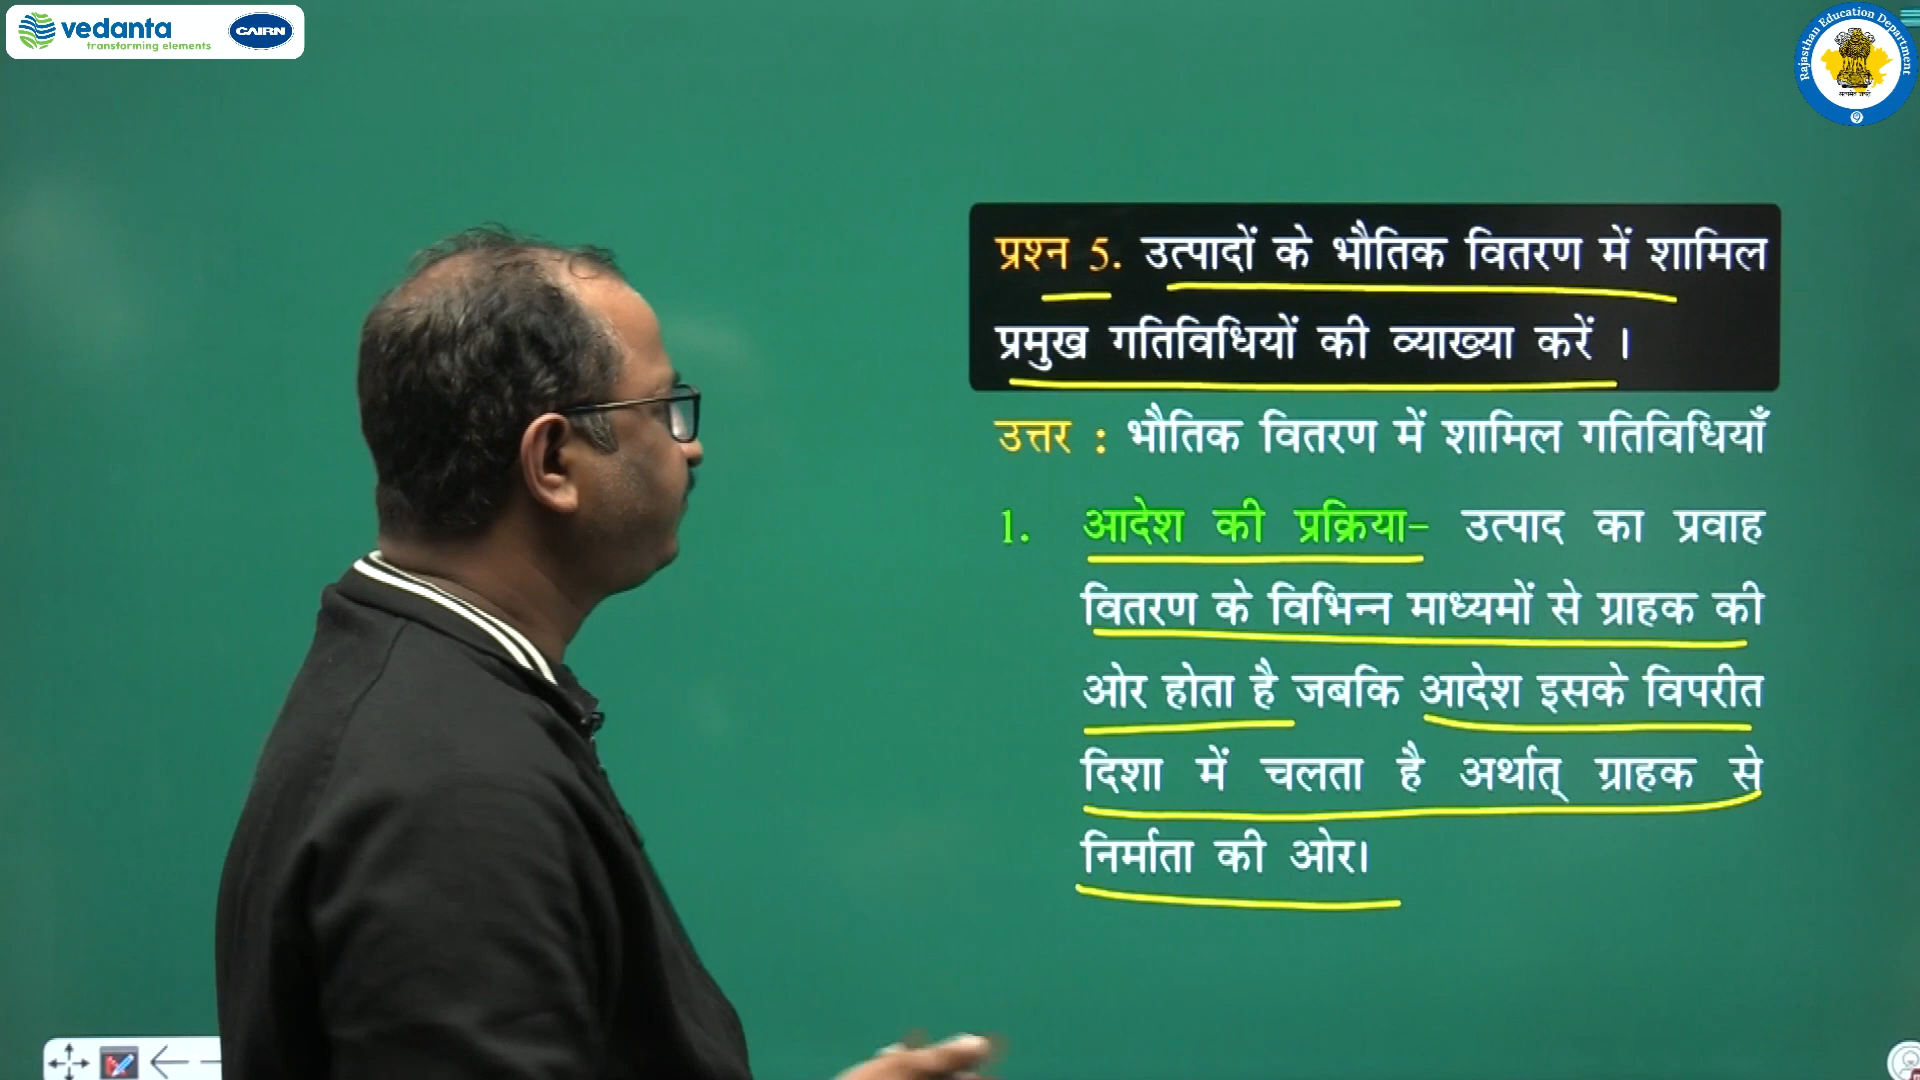 vedanta
transforming elements
CAIRN
Rajasthan Education Department
प्रश्न 5. उत्पादों के भौतिक वितरण में शामिल
प्रमुख गतिविधियों की व्याख्या करें ।
उत्तर : भौतिक वितरण में शामिल गतिविधियाँ
1. आदेश की प्रक्रिया- उत्पाद का प्रवाह
वितरण के विभिन्न माध्यमों से ग्राहक की
ओर होता है जबकि आदेश इसके विपरीत
दिशा में चलता है अर्थात् ग्राहक से
निर्माता की ओर।